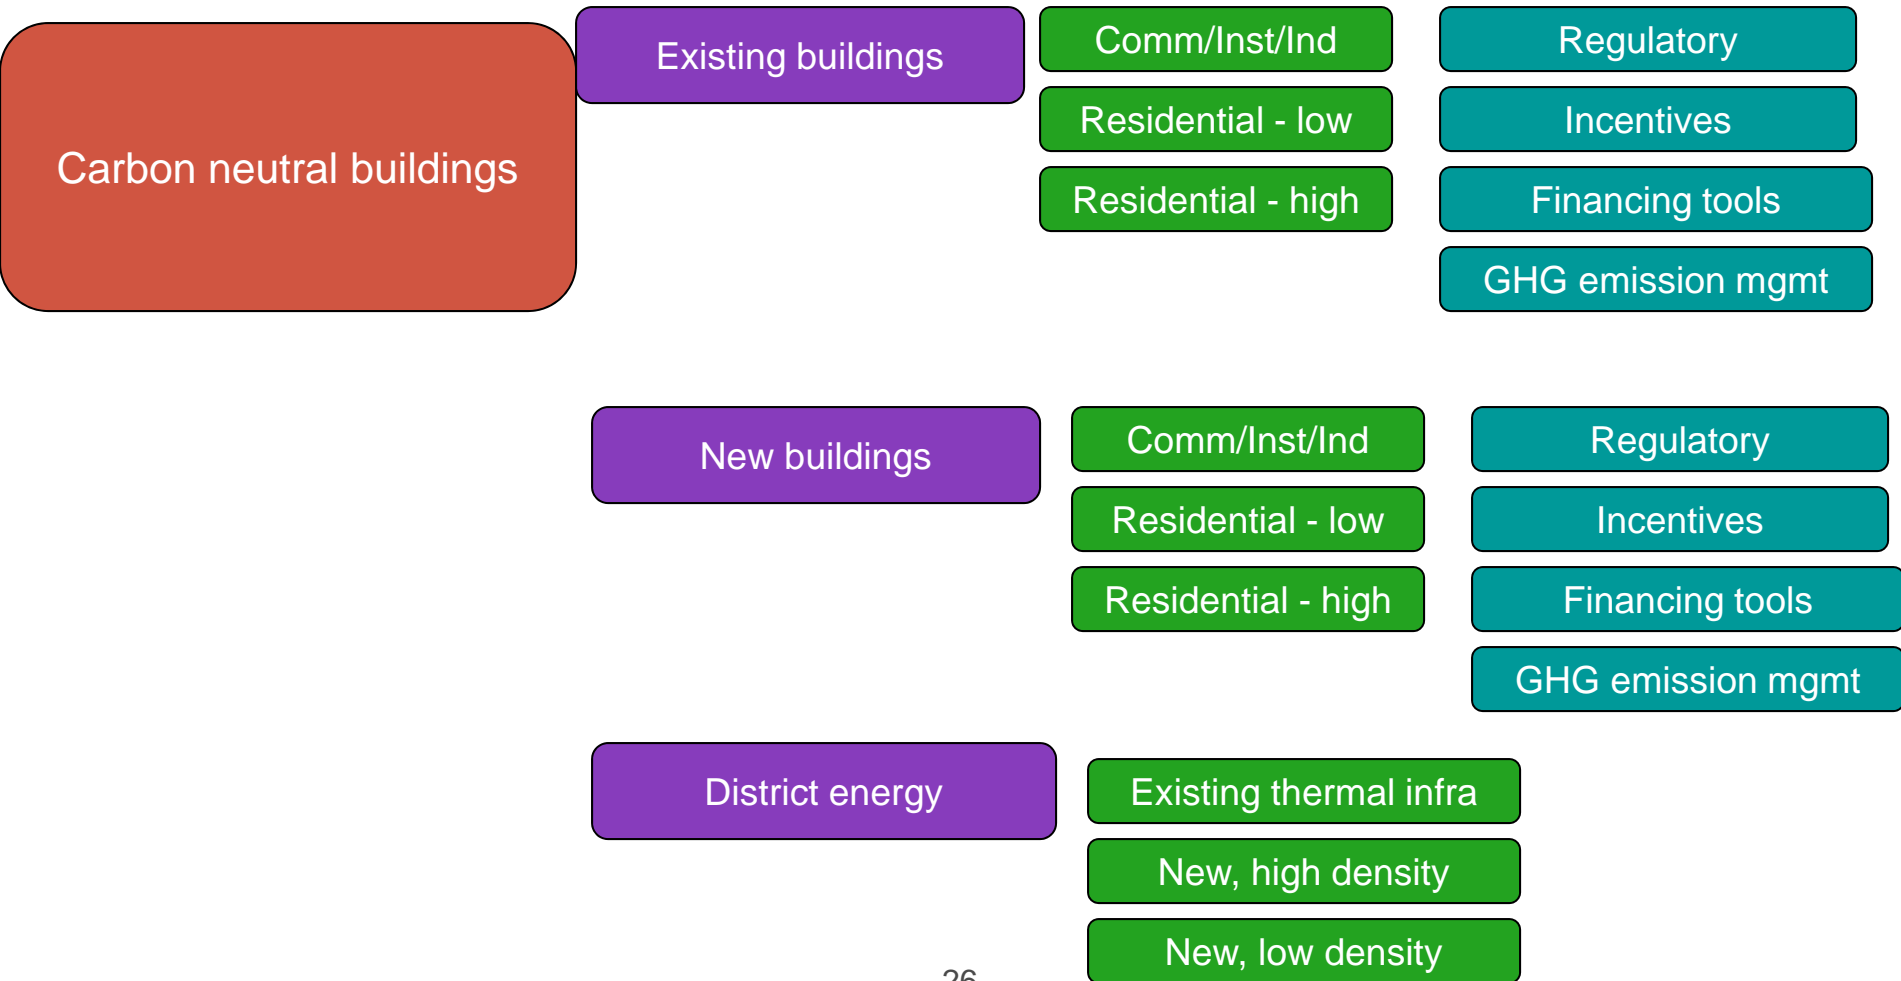 Carbon neutral buildings
Existing buildings
Comm/Inst/Ind
Residential - low
Residential - high
Regulatory
Incentives
Financing tools
GHG emission mgmt
New buildings
Comm/Inst/Ind
Residential - low
Residential - high
Regulatory
Incentives
Financing tools
GHG emission mgmt
District energy
Existing thermal infra
New, high density
New, low density
26